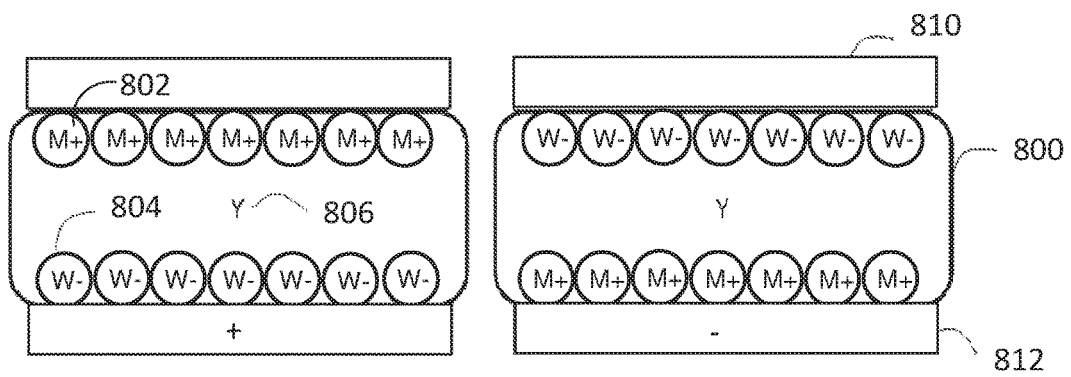 810
802
M+ M+ M+ M+ M+ M+ M+
W- W- W- W- W- W- W-
800
804
Y
806
Y
W- W- W- W- W- W- W-
M+ M+ M+ M+ M+ M+ M+
+
-
812